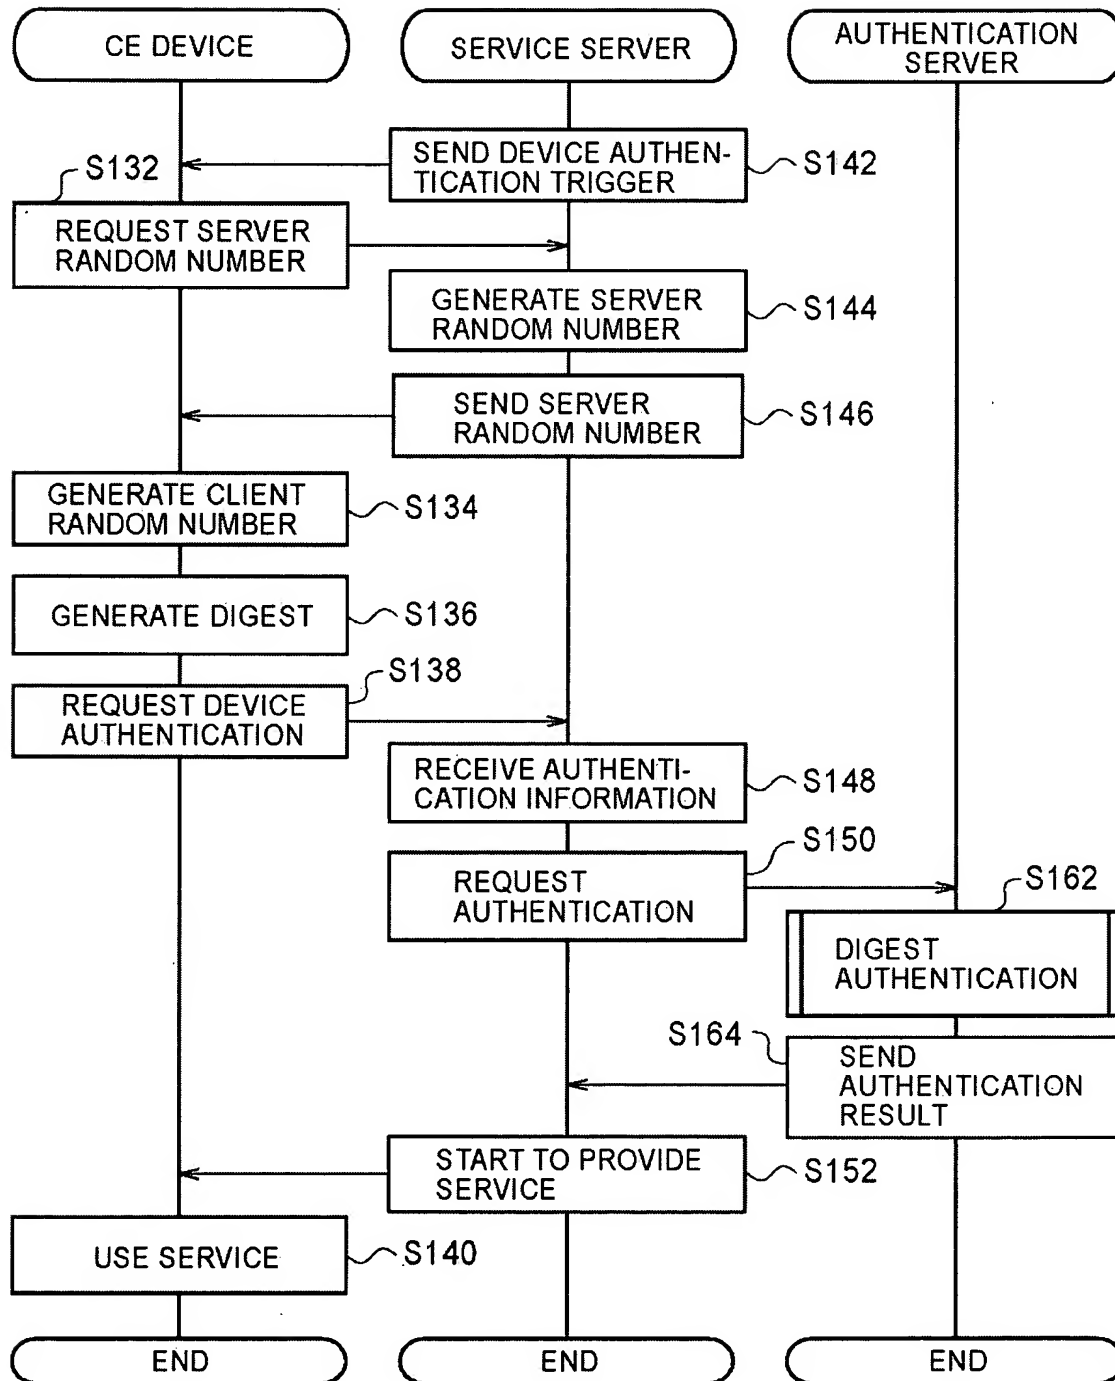 CE DEVICE
SERVICE SERVER
AUTHENTICATION
SERVER
SEND DEVICE AUTHEN-
TICATION TRIGGER
S142
S132
REQUEST SERVER
RANDOM NUMBER
GENERATE SERVER
RANDOM NUMBER
S144
SEND SERVER
RANDOM NUMBER
S146
GENERATE CLIENT
RANDOM NUMBER
S134
GENERATE DIGEST
S136
S138
REQUEST DEVICE
AUTHENTICATION
RECEIVE AUTHENTI-
CATION INFORMATION
S148
S150
REQUEST
AUTHENTICATION
S162
DIGEST
AUTHENTICATION
S164
SEND
AUTHENTICATION
RESULT
START TO PROVIDE
SERVICE
S152
USE SERVICE
S140
END
END
END